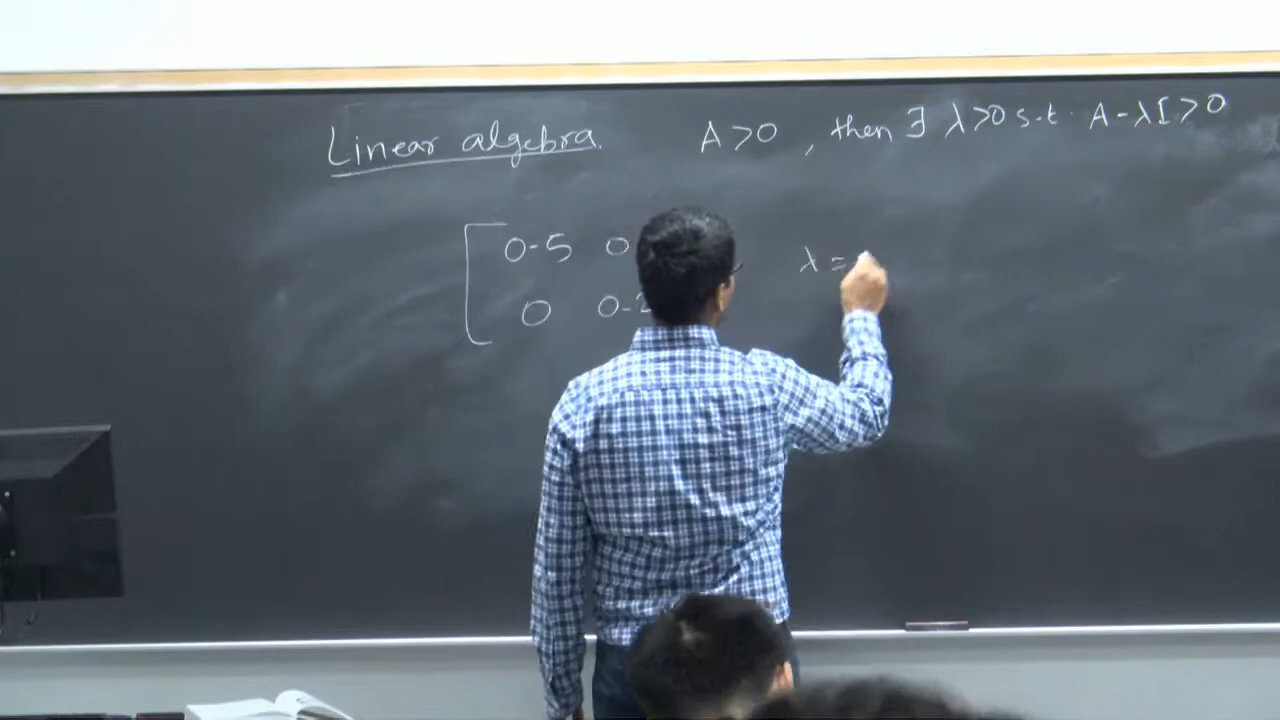 Linear algebra. A > 0 , then ∃ λ > 0 s.t. A - λI > 0
0.5 0
0 0.2
λ =